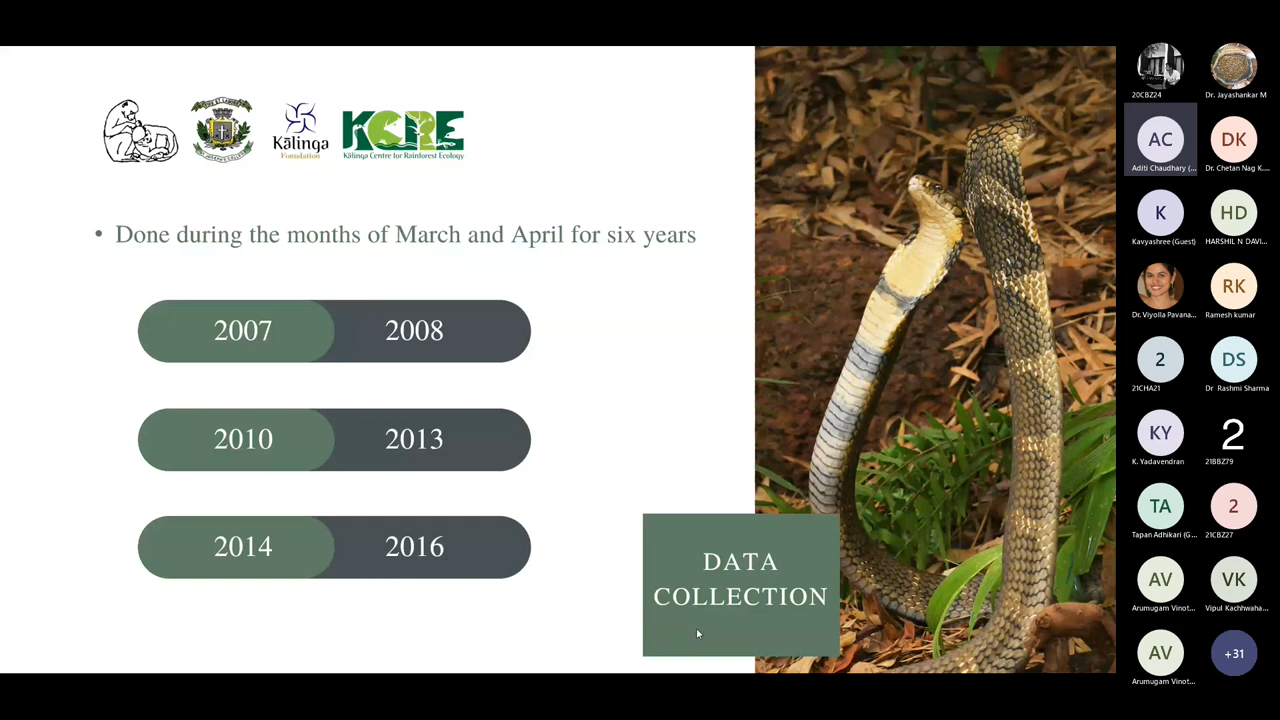 Kālinga
Foundation
KCRE
Kālinga Centre for Rainforest Ecology
• Done during the months of March and April for six years
2007 2008
2010 2013
2014 2016
DATA
COLLECTION
20CBZ24
Dr. Jayashankar M
AC
DK
Aditi Chaudhary (...
Dr. Chetan Nag K....
K
HD
Kavyashree (Guest)
HARSHIL N DAVI...
RK
Dr. Viyolla Pavana...
Ramesh kumar
2
DS
21CHA21
Dr Rashmi Sharma
KY
2
K. Yadavendran
21BBZ79
TA
2
Tapan Adhikari (G...
21CBZ27
AV
VK
Arumugam Vinot...
Vipul Kachhwaha...
AV
+31
Arumugam Vinot...